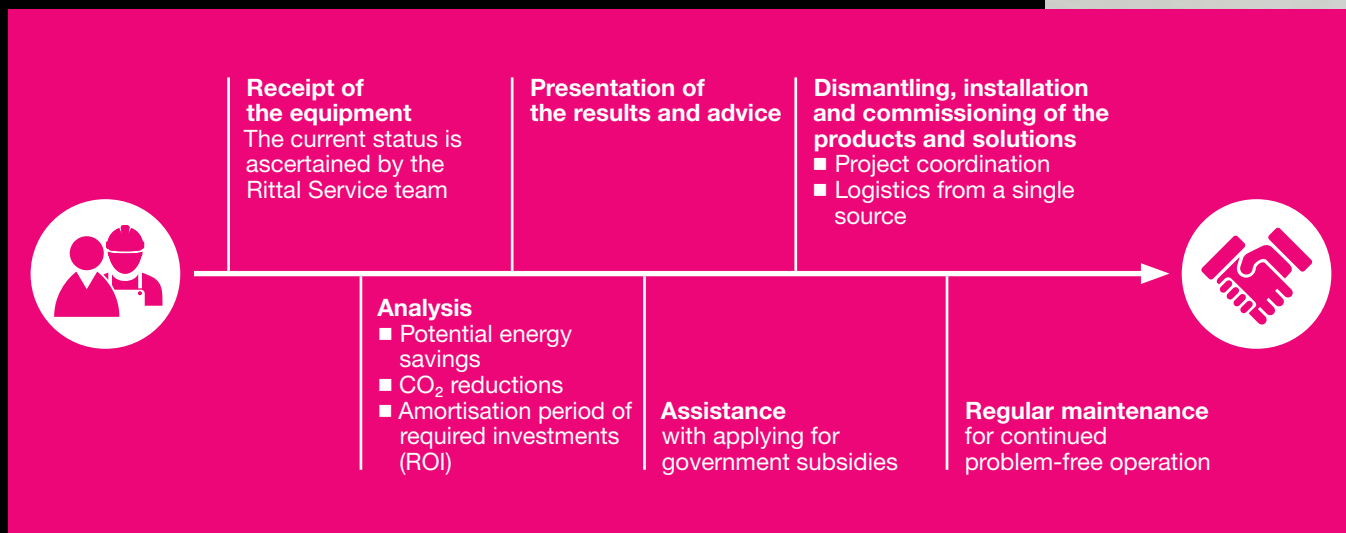 Receipt of
the equipment
The current status is
ascertained by the
Rittal Service team
Analysis
■ Potential energy
savings
■ CO₂ reductions
■ Amortisation period of
required investments
(ROI)
Presentation of
the results and advice
Assistance
with applying for
government subsidies
Dismantling, installation
and commissioning of the
products and solutions
■ Project coordination
■ Logistics from a single
source
Regular maintenance
for continued
problem-free operation